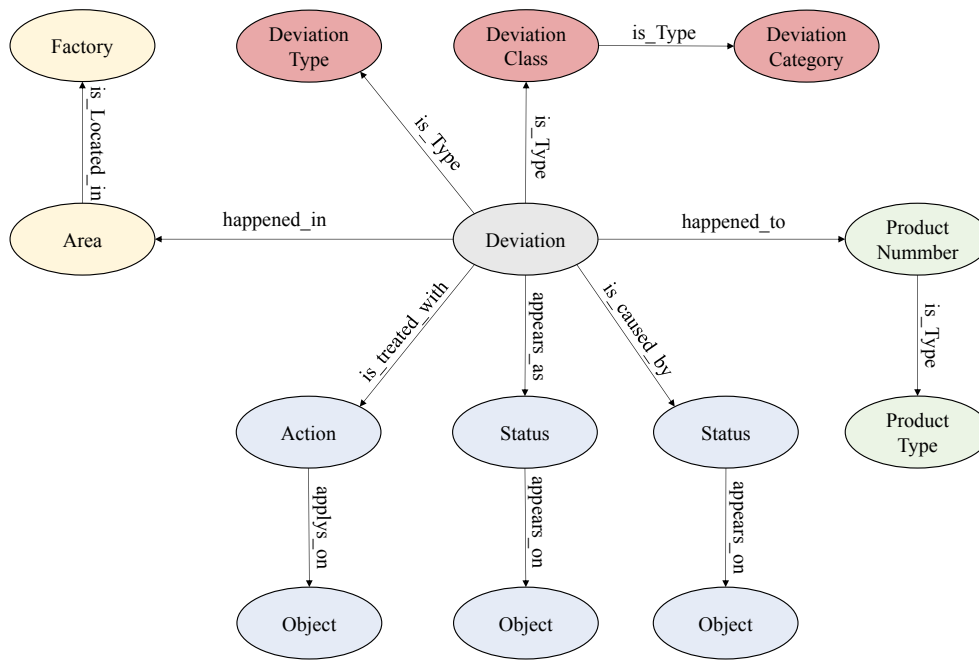 Factory
Deviation
Type
Deviation
Class
is_Type
Deviation
Category
is_Located_in
is_Type
is_Type
Area
happened_in
Deviation
happened_to
Product
Nummber
is_treated_with
appears_as
is_caused_by
is_Type
Action
Status
Status
Product
Type
applys_on
appears_on
appears_on
Object
Object
Object